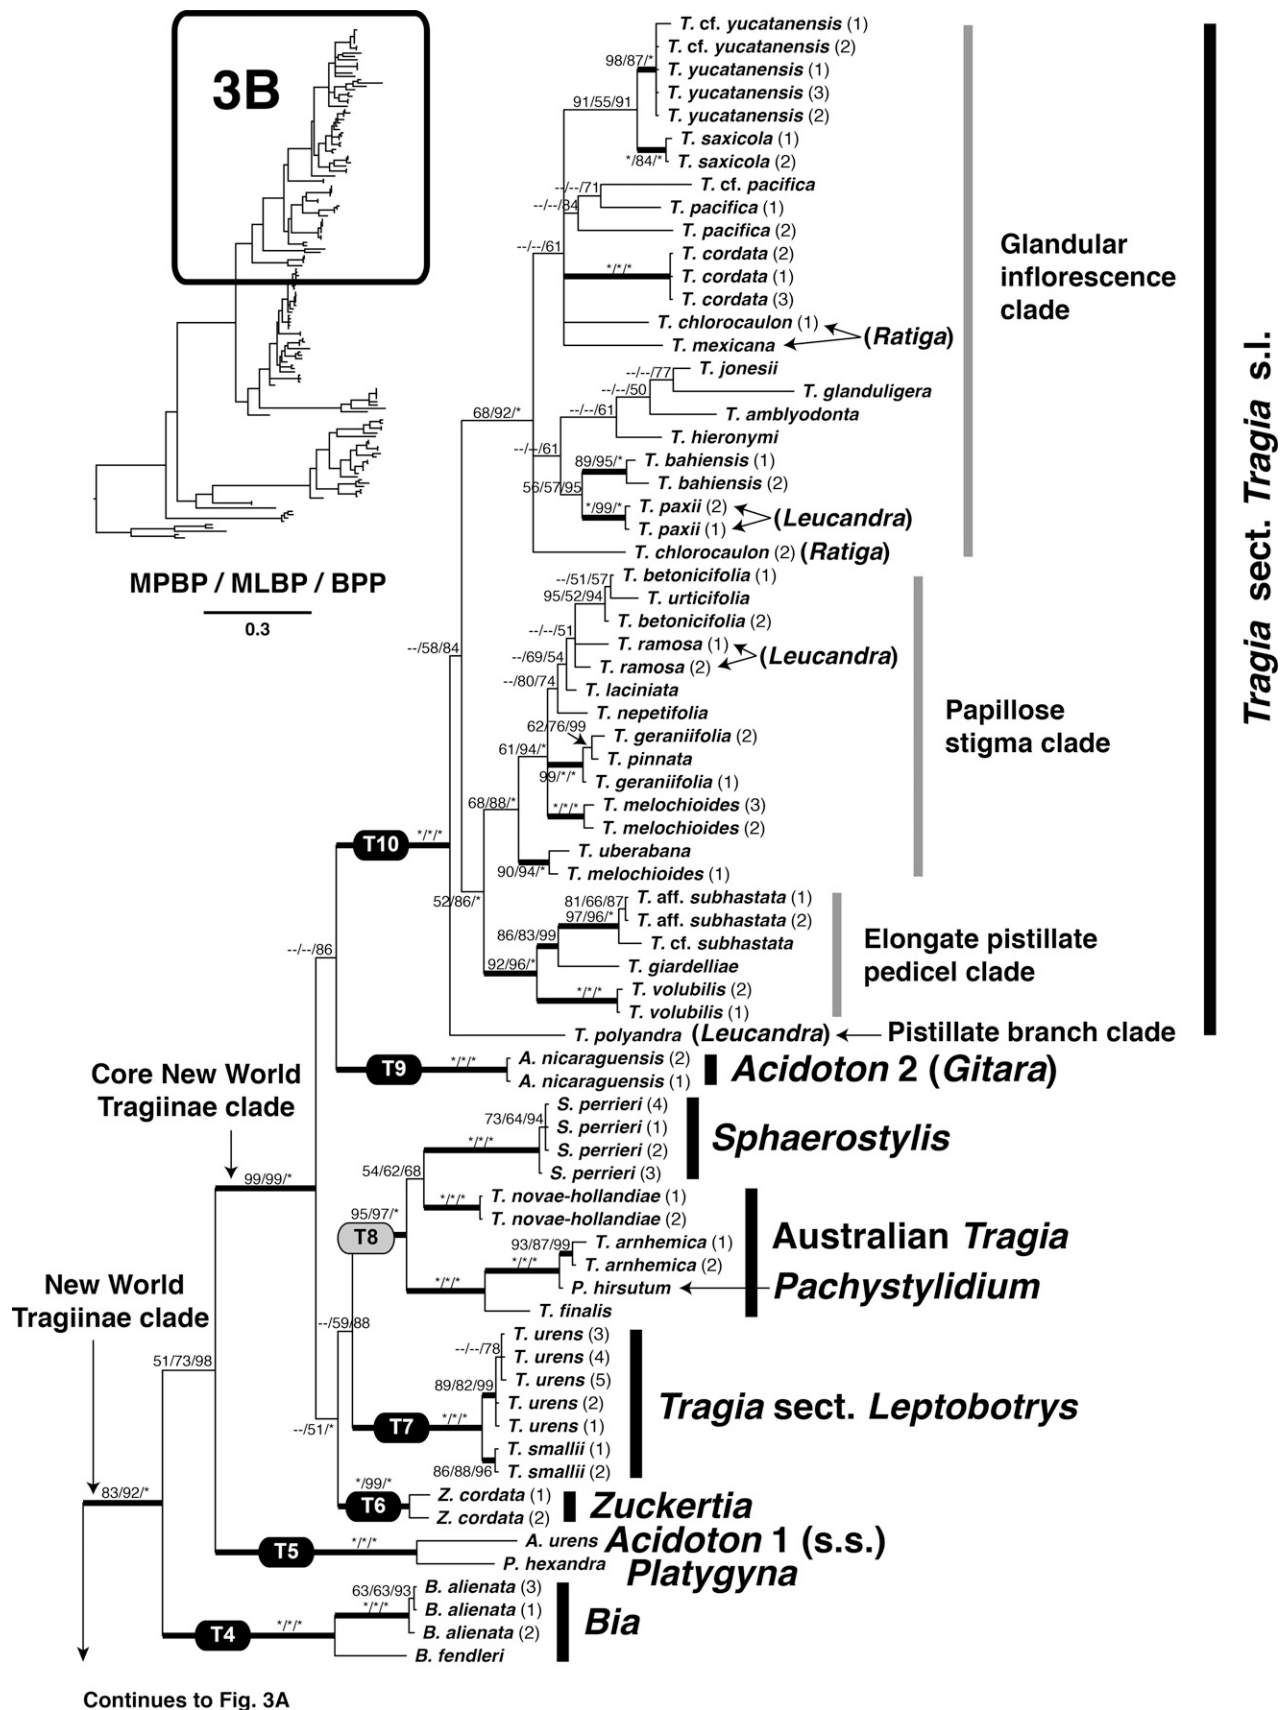 3B
MPBP / MLBP / BPP
0.3
T. cf. yucatanensis (1)
T. cf. yucatanensis (2)
98/87/*
T. yucatanensis (1)
T. yucatanensis (3)
91/55/91
T. yucatanensis (2)
T. saxicola (1)
*/84/*
T. saxicola (2)
--/--/71
T. cf. pacifica
--/--/84
T. pacifica (1)
T. pacifica (2)
--/--/61
T. cordata (2)
*/*/*
T. cordata (1)
T. cordata (3)
T. chlorocaulon (1)
(Ratiga)
T. mexicana
Glandular
inflorescence
clade
--/--/77
T. jonesii
--/--/50
T. glanduligera
--/--/61
T. amblyodonta
68/92/*
T. hieronymi
--/--/61
89/95/*
T. bahiensis (1)
56/57/95
T. bahiensis (2)
*/99/*
T. paxii (2)
(Leucandra)
T. paxii (1)
T. chlorocaulon (2) (Ratiga)
Tragia sect. Tragia s.l.
--/51/57
T. betonicifolia (1)
95/52/94
T. urticifolia
T. betonicifolia (2)
--/--/51
T. ramosa (1)
(Leucandra)
--/69/54
T. ramosa (2)
--/58/84
--/80/74
T. laciniata
T. nepetifolia
62/76/99
T. geraniifolia (2)
61/94/*
T. pinnata
99/*/*
T. geraniifolia (1)
68/88/*
*/*/*
T. melochioides (3)
T. melochioides (2)
T. uberabana
90/94/*
T. melochioides (1)
Papillose
stigma clade
T10
*/*/*
52/86/*
81/66/87
T. aff. subhastata (1)
97/96/*
T. aff. subhastata (2)
86/83/99
T. cf. subhastata
92/96/*
T. giardelliae
*/*/*
T. volubilis (2)
T. volubilis (1)
Elongate pistillate
pedicel clade
--/--/86
T. polyandra (Leucandra)
Pistillate branch clade
T9
*/*/*
A. nicaraguensis (2)
A. nicaraguensis (1)
Acidoton 2 (Gitara)
Core New World
Tragiinae clade
99/99/*
73/64/94
S. perrieri (4)
S. perrieri (1)
*/*/*
S. perrieri (2)
S. perrieri (3)
Sphaerostylis
54/62/68
T. novae-hollandiae (1)
*/*/*
T. novae-hollandiae (2)
95/97/*
T8
93/87/99
T. arnhemica (1)
*/*/*
T. arnhemica (2)
*/*/*
P. hirsutum
T. finalis
Australian Tragia
Pachystylidium
New World
Tragiinae clade
--/59/88
T. urens (3)
--/--/78
T. urens (4)
T. urens (5)
89/82/99
T. urens (2)
T7
*/*/*
T. urens (1)
T. smallii (1)
86/88/96
T. smallii (2)
Tragia sect. Leptobotrys
51/73/98
--/51/*
*/99/*
T6
Z. cordata (1)
Z. cordata (2)
Zuckertia
83/92/*
T5
*/*/*
A. urens
Acidoton 1 (s.s.)
P. hexandra
Platygyna
63/63/93
B. alienata (3)
*/*/*
B. alienata (1)
T4
*/*/*
B. alienata (2)
B. fendleri
Bia
Continues to Fig. 3A